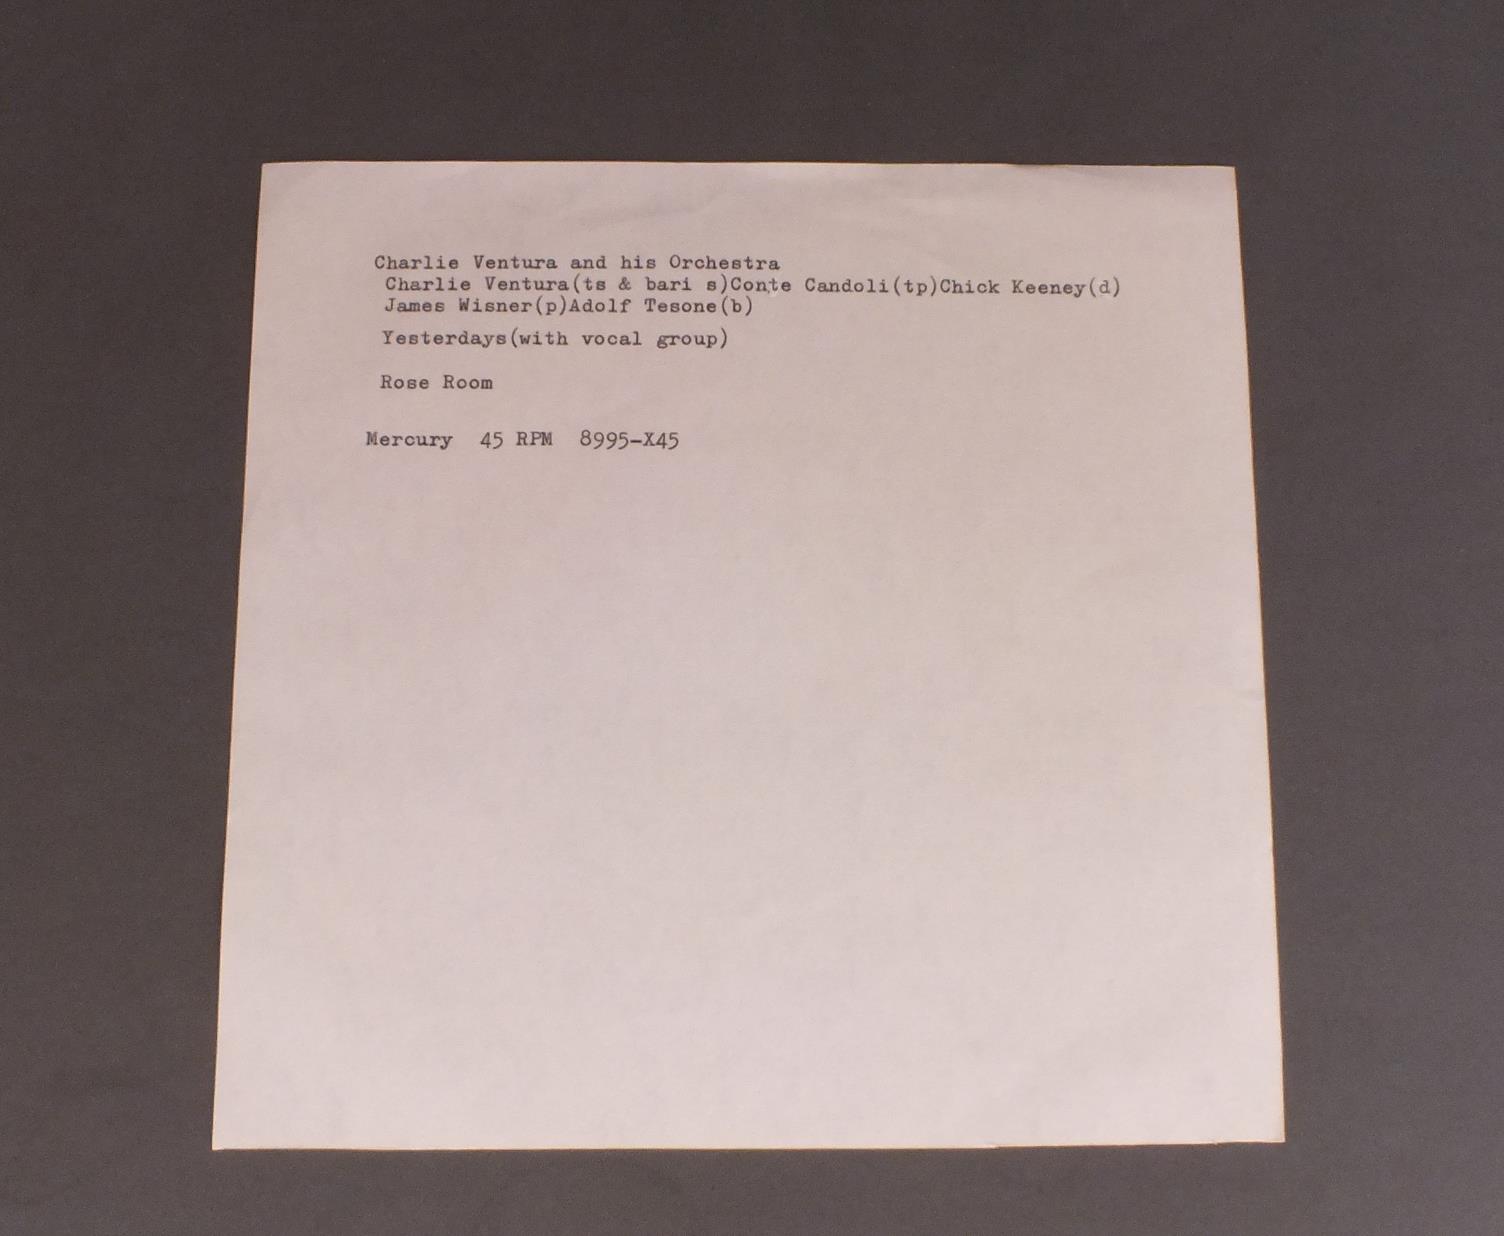 Charlie Ventura and his Orchestra
Charlie Ventura(ts & bari s)Conte Candoli(tp)Chick Keeney(d)
James Wisner(p)Adolf Tesone(b)
Yesterdays(with vocal group)
Rose Room
Mercury 45 RPM 8995-X45